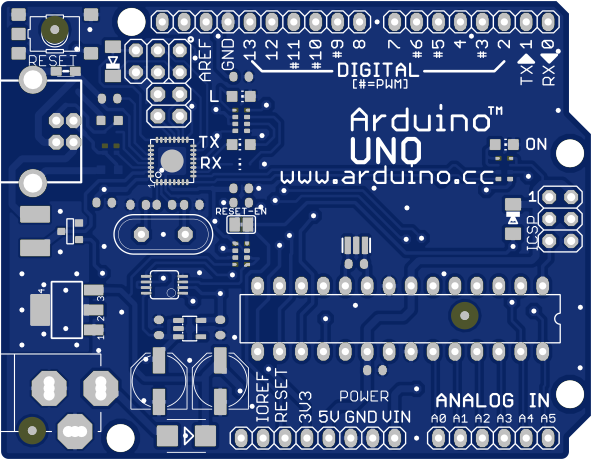 RESET
AREF
GND
13
12
#11
#10
#9
8
7
#6
#5
4
#3
2
TX 1
RX 0
DIGITAL
[#=PWM]
L
Arduino™
UNO
TX
RX
ON
www.arduino.cc
1
ICSP
1
RESET-EN
4
1 2 3
IOREF
RESET
3V3
POWER
5V GND VIN
ANALOG IN
A0 A1 A2 A3 A4 A5